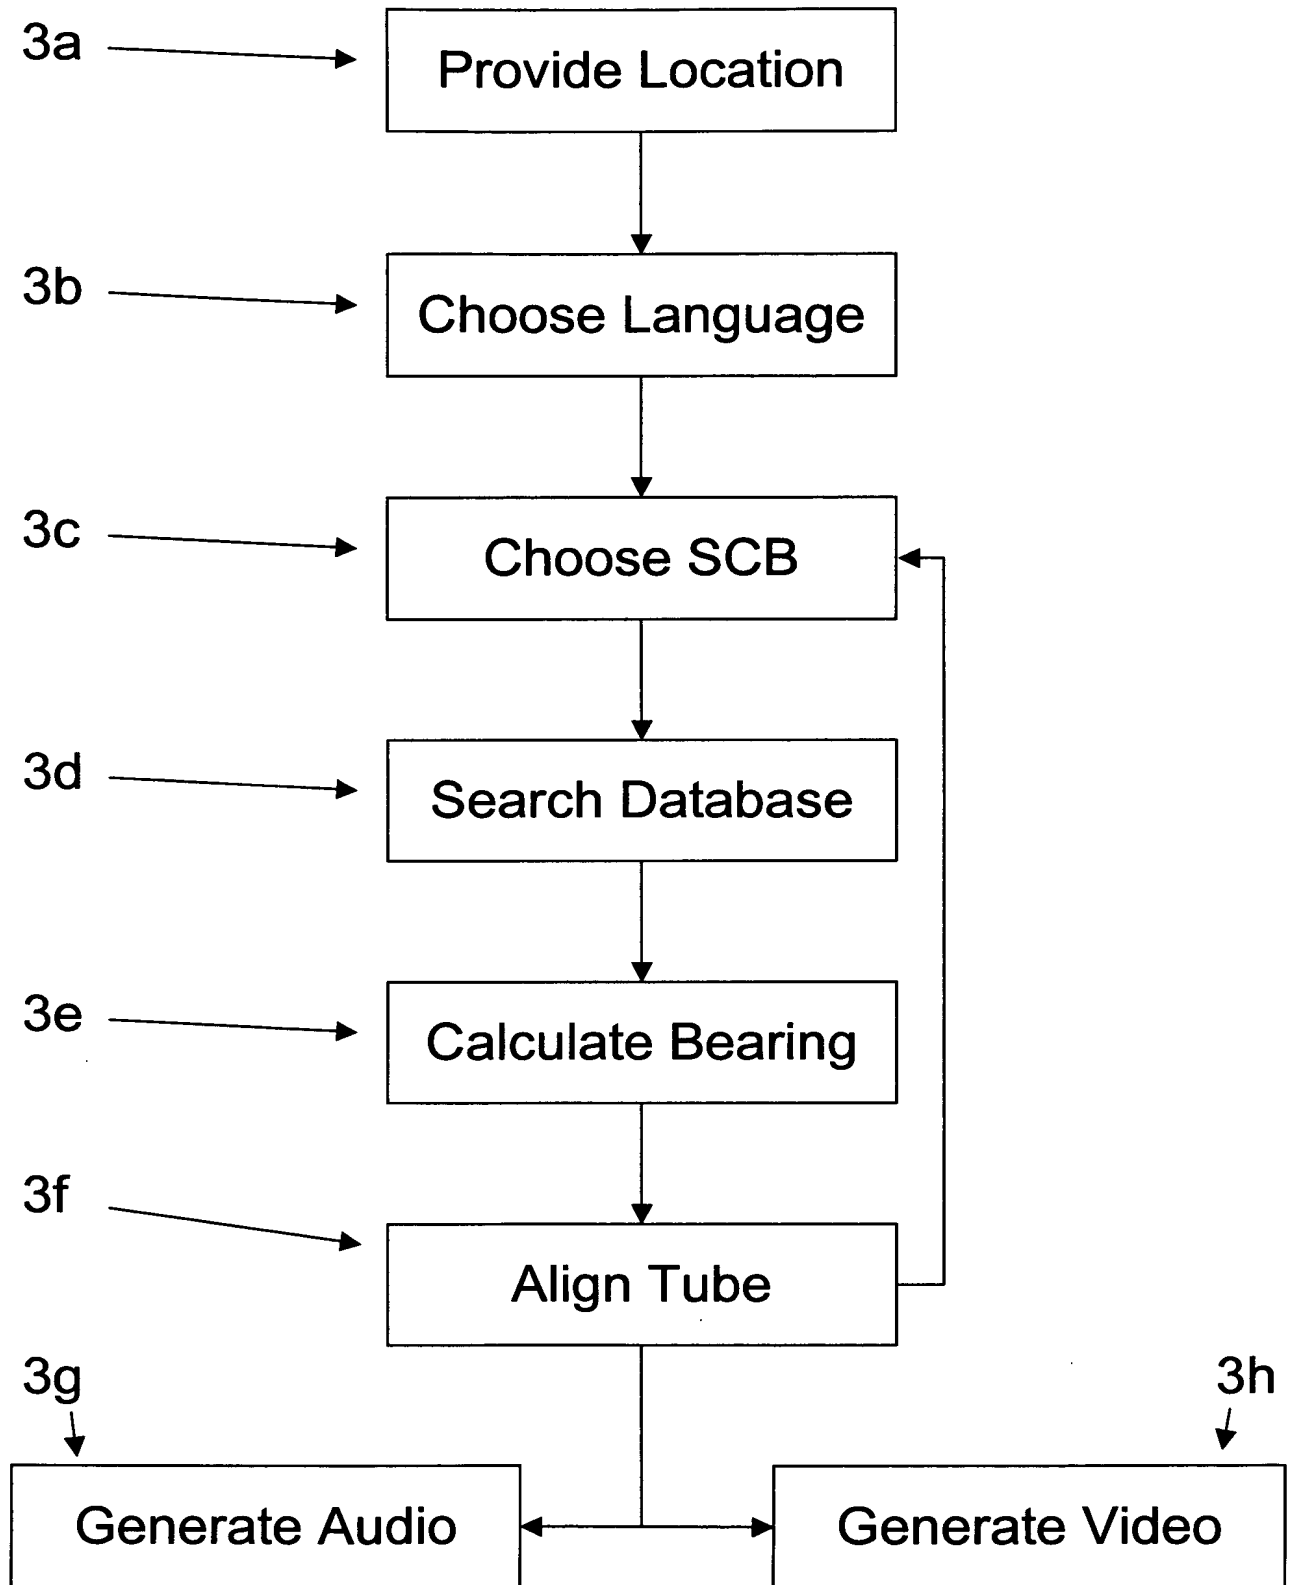 3a
Provide Location
3b
Choose Language
3c
Choose SCB
3d
Search Database
3e
Calculate Bearing
3f
Align Tube
3g
3h
Generate Audio
Generate Video